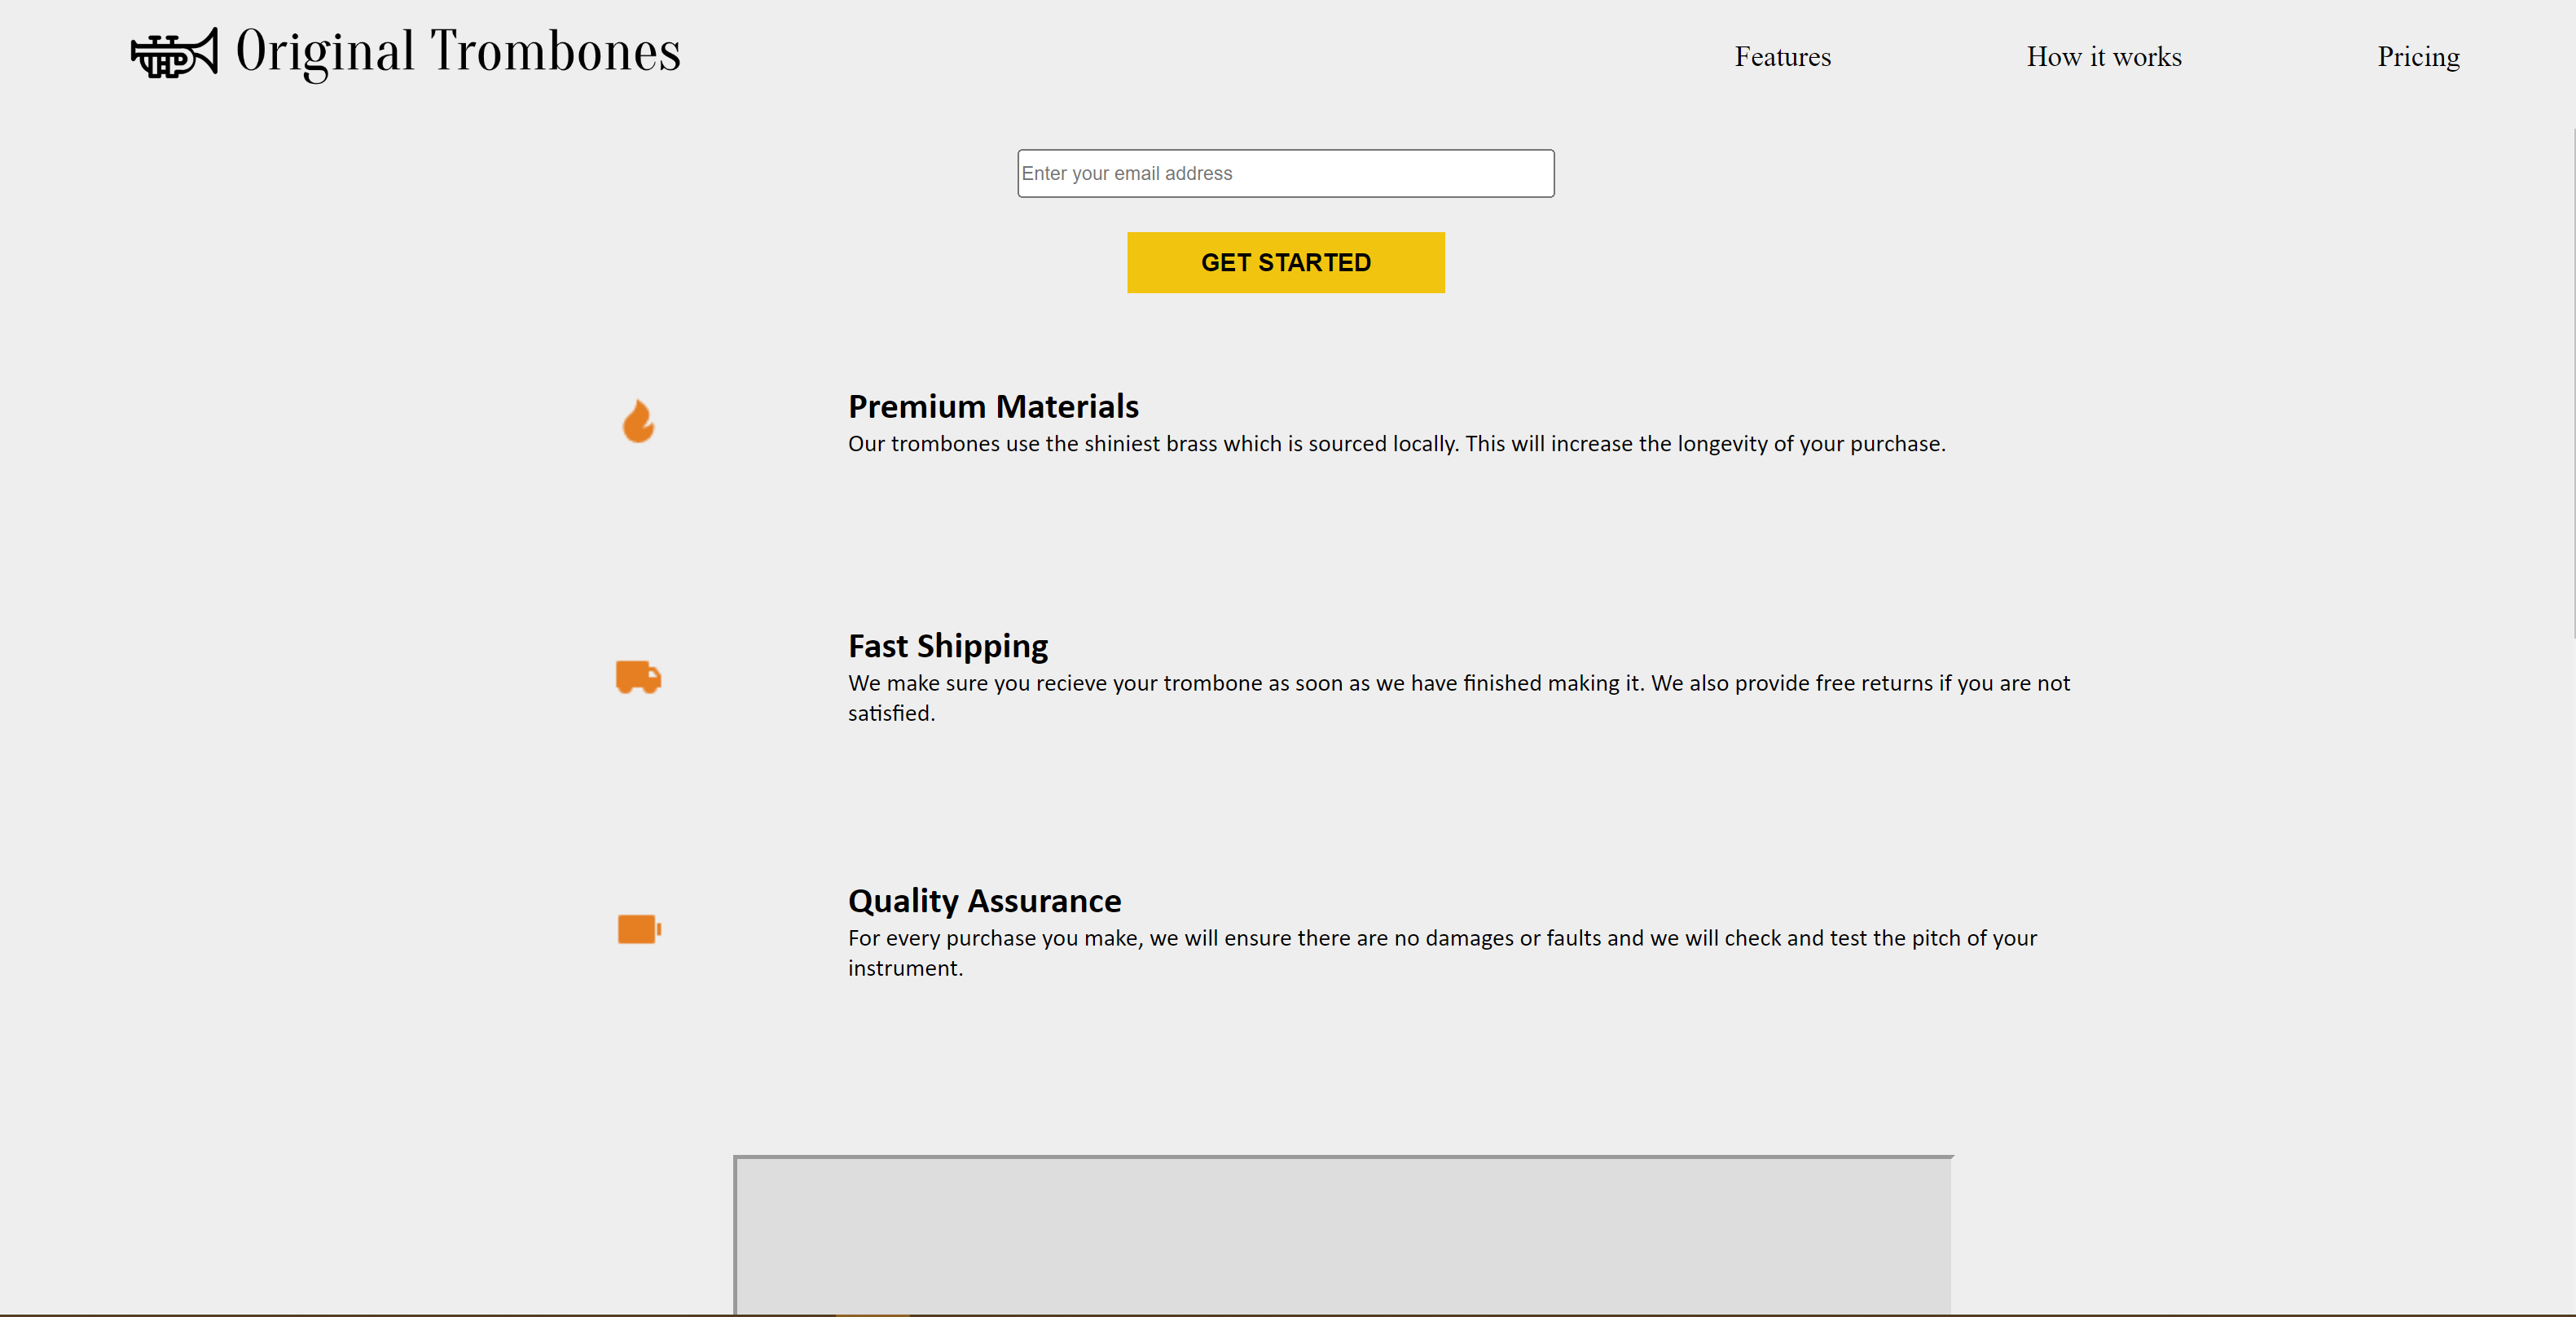 Original Trombones
Features
How it works
Pricing
Enter your email address
GET STARTED
Premium Materials
Our trombones use the shiniest brass which is sourced locally. This will increase the longevity of your purchase.
Fast Shipping
We make sure you recieve your trombone as soon as we have finished making it. We also provide free returns if you are not
satisfied.
Quality Assurance
For every purchase you make, we will ensure there are no damages or faults and we will check and test the pitch of your
instrument.